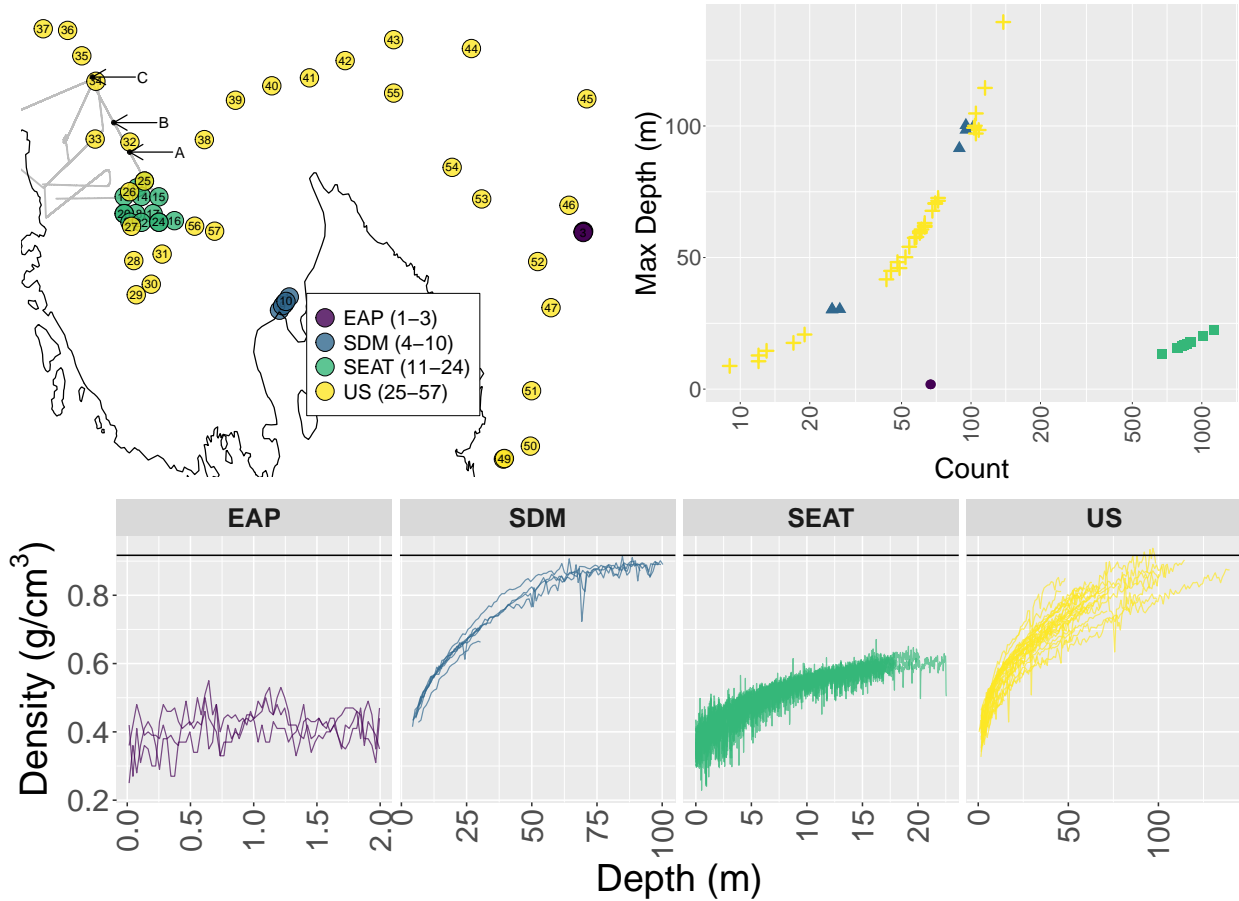 37 36
35
34 C
B
33 32 A
38
39 40 41 42 43 44
45
55
54
53
46
3
25
26
14 15
17 16
27 24
56 57
28 31
30
29
52
47
10
51
50
49
EAP (1−3)
SDM (4−10)
SEAT (11−24)
US (25−57)
Max Depth (m)
100
50
0
10 20 50 100 200 500 1000
Count
EAP SDM SEAT US
Density (g/cm³)
0.8
0.6
0.4
0.2
0.0 0.5 1.0 1.5 2.0
0 25 50 75 100
0 5 10 15 20
0 50 100
Depth (m)